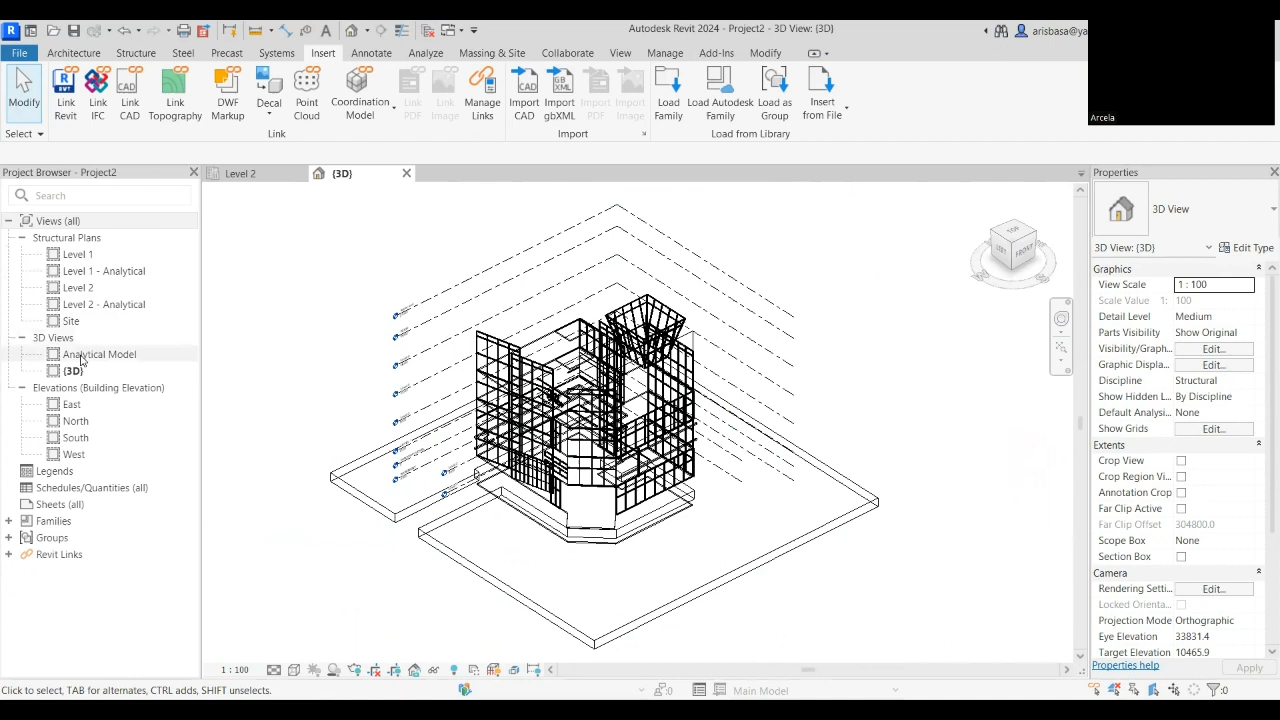 Autodesk Revit 2024 - Project2 - 3D View: {3D}
arisbasa@ya
File Architecture Structure Steel Precast Systems Insert Annotate Analyze Massing & Site Collaborate View Manage Add-Ins Modify
Modify
Link Revit
Link IFC
Link CAD
Link Topography
DWF Markup
Decal
Point Cloud
Coordination Model
Link PDF
Link Image
Manage Links
Import CAD
Import gbXML
Import PDF
Import Image
Load Family
Load Autodesk Family
Load as Group
Insert from File
Arcela
Select
Link
Import
Load from Library
Project Browser - Project2
Search
Views (all)
Structural Plans
Level 1
Level 1 - Analytical
Level 2
Level 2 - Analytical
Site
3D Views
Analytical Model
{3D}
Elevations (Building Elevation)
East
North
South
West
Legends
Schedules/Quantities (all)
Sheets (all)
Families
Groups
Revit Links
Level 2
{3D}
TOP
LEFT
FRONT
Properties
3D View
3D View: {3D} Edit Type
Graphics
View Scale 1 : 100
Scale Value 1: 100
Detail Level Medium
Parts Visibility Show Original
Visibility/Graph... Edit...
Graphic Displa... Edit...
Discipline Structural
Show Hidden L... By Discipline
Default Analysi... None
Show Grids Edit...
Extents
Crop View
Crop Region Vi...
Annotation Crop
Far Clip Active
Far Clip Offset 304800.0
Scope Box None
Section Box
Camera
Rendering Setti... Edit...
Locked Orienta...
Projection Mode Orthographic
Eye Elevation 33831.4
Target Elevation 10465.9
Properties help Apply
1 : 100
Click to select, TAB for alternates, CTRL adds, SHIFT unselects.
:0
Main Model
:0